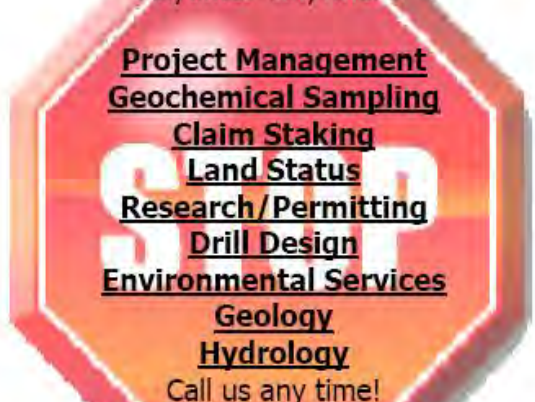 Project Management
Geochemical Sampling
Claim Staking
Land Status
Research/Permitting
STOP
Drill Design
Environmental Services
Geology
Hydrology
Call us any time!